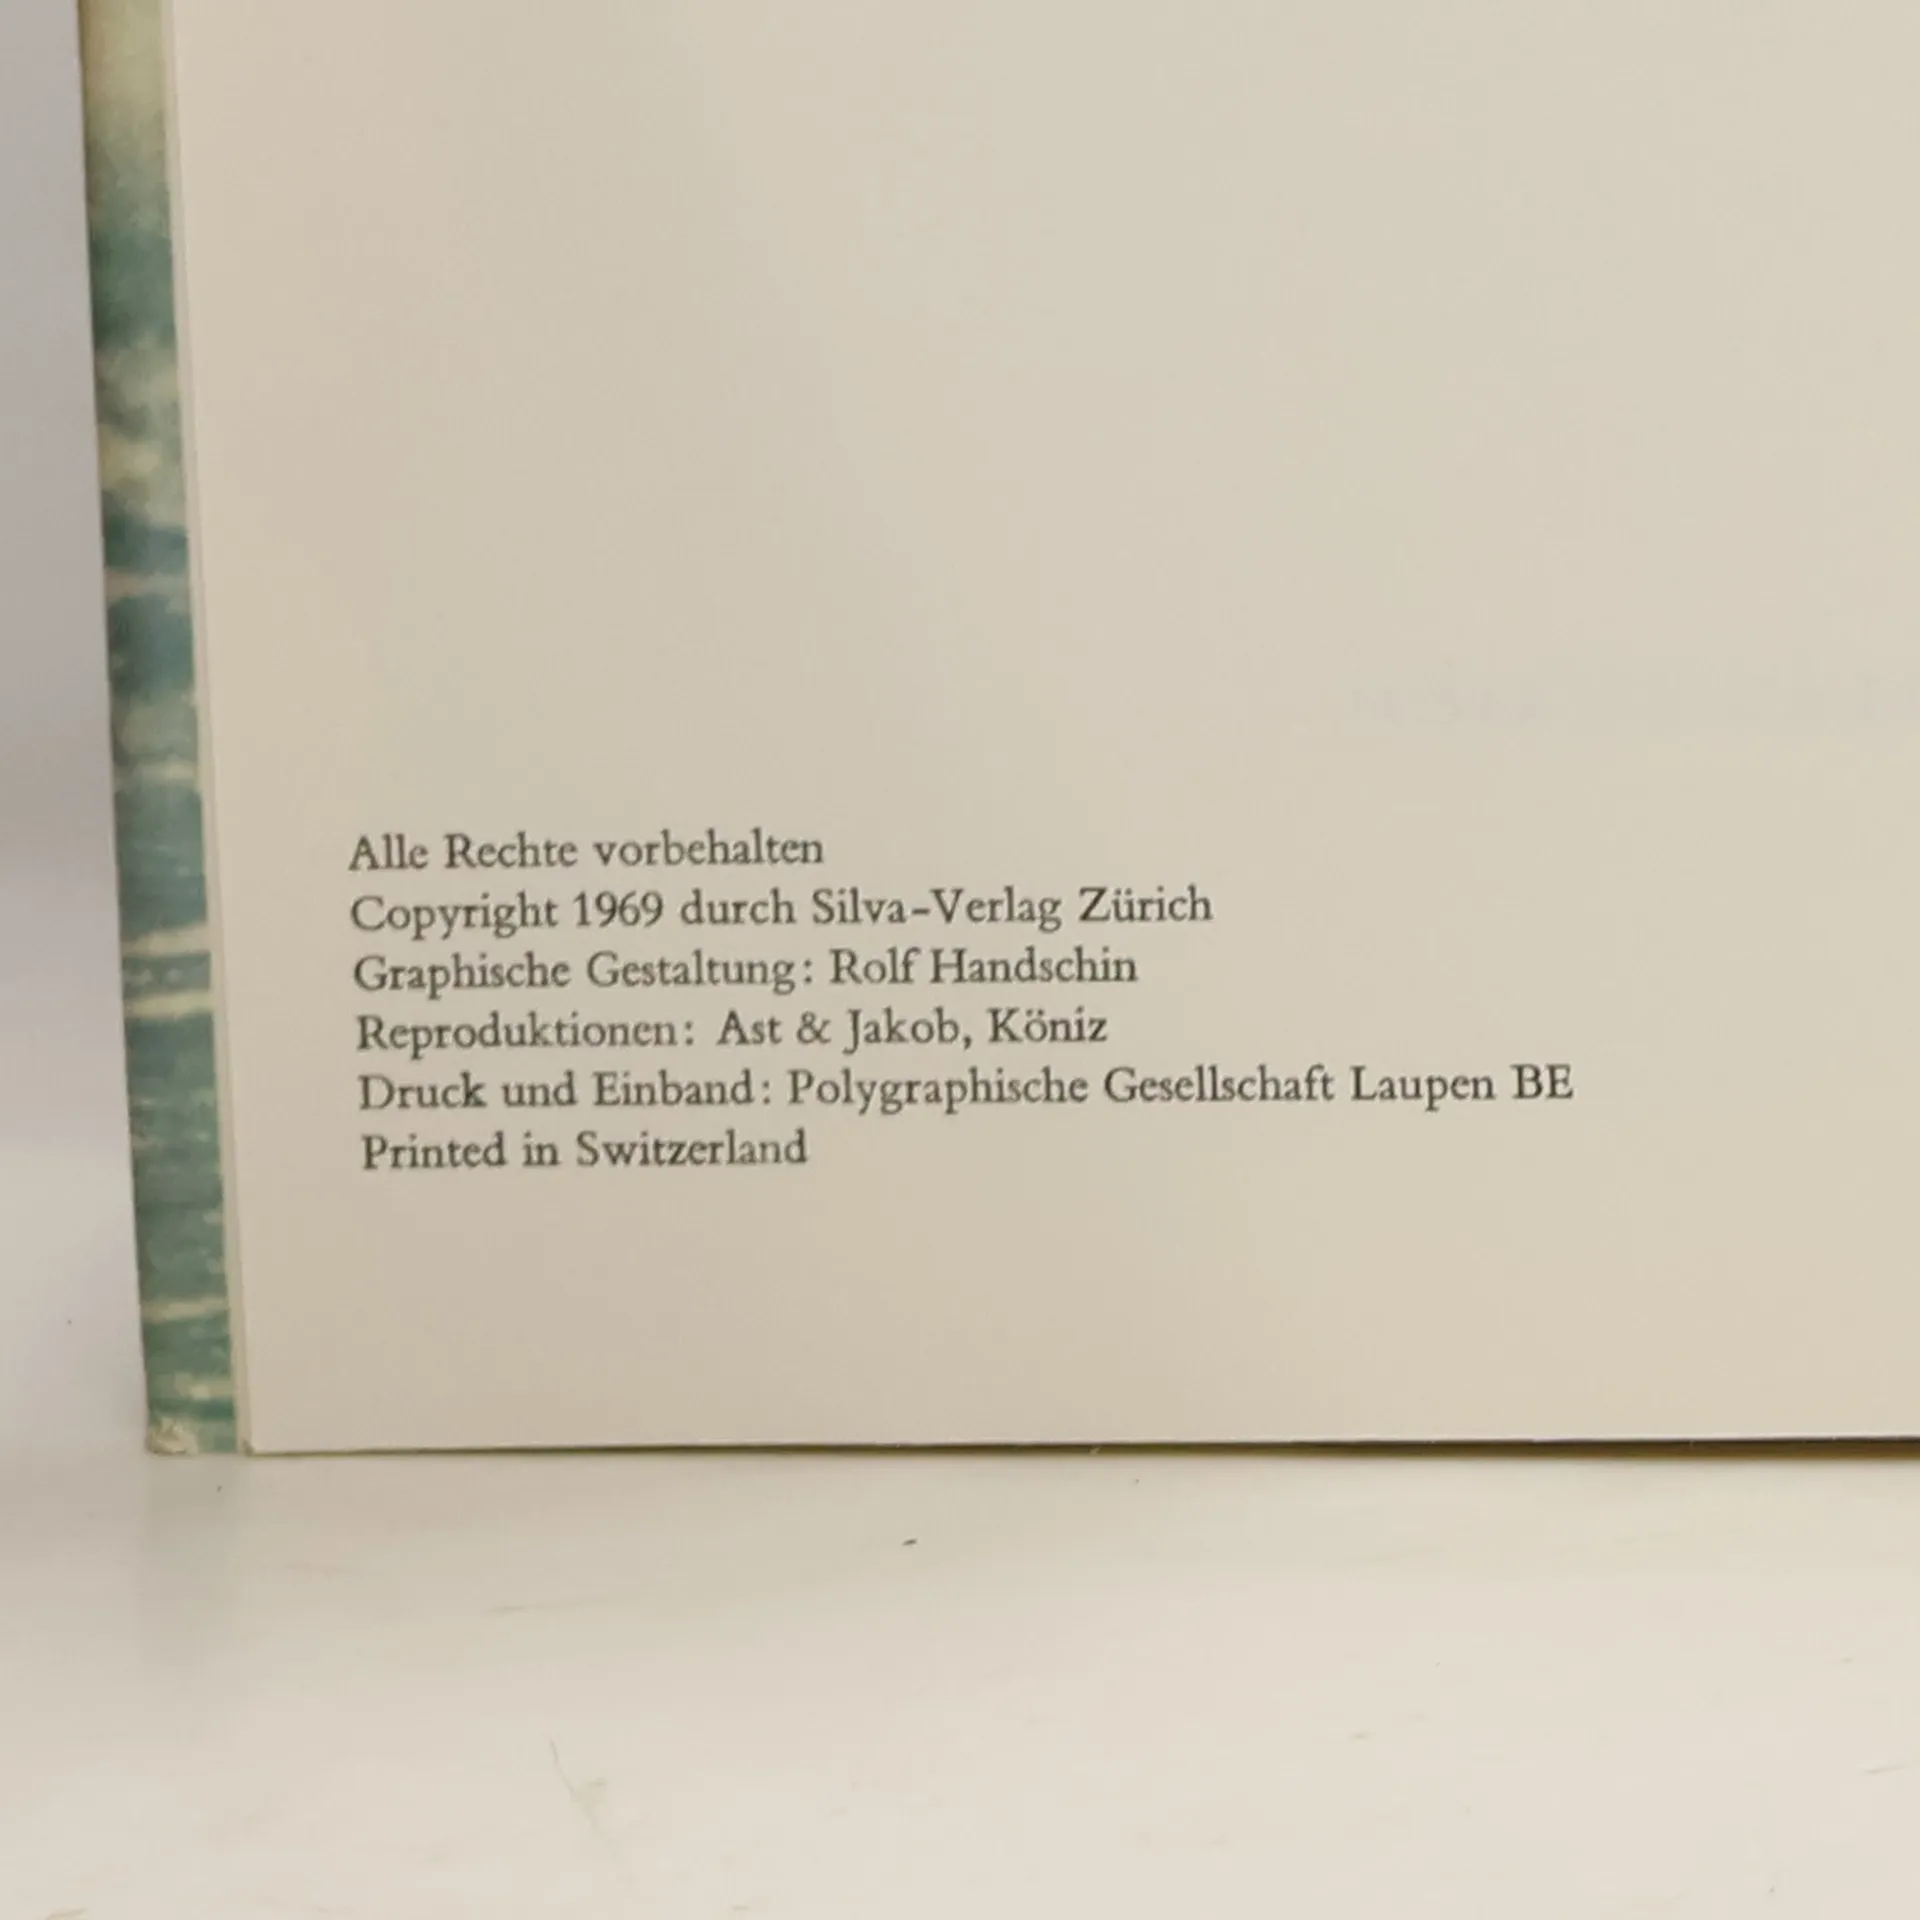 Alle Rechte vorbehalten
Copyright 1969 durch Silva-Verlag Zürich
Graphische Gestaltung: Rolf Handschin
Reproduktionen: Ast & Jakob, Köniz
Druck und Einband: Polygraphische Gesellschaft Laupen BE
Printed in Switzerland